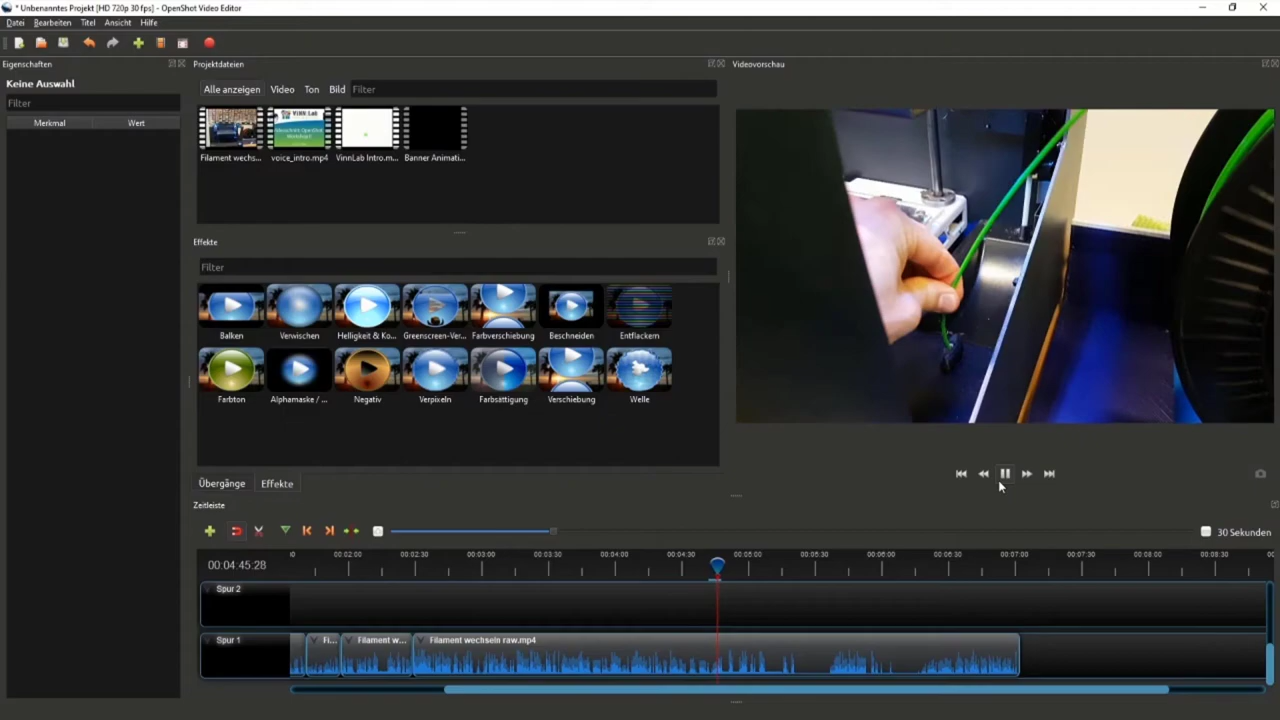 * Unbenanntes Projekt [HD 720p 30 fps] - OpenShot Video Editor
Datei Bearbeiten Titel Ansicht Hilfe
Eigenschaften
Projektdateien
Videovorschau
Keine Auswahl
Filter
Merkmal Wert
Alle anzeigen Video Ton Bild Filter
Filament wechs... voice_intro.mp4 VinnLab Intro.m... Banner Animati...
Effekte
Filter
Balken Verwischen Helligkeit & Ko... Greenscreen-Ver... Farbverschiebung Beschneiden Entflackern
Farbton Alphamaske / ... Negativ Verpixeln Farbsättigung Verschiebung Welle
Übergänge Effekte
Zeitleiste
30 Sekunden
00:04:45:28
00:02:00 00:02:30 00:03:00 00:03:30 00:04:00 00:04:30 00:05:00 00:05:30 00:06:00 00:06:30 00:07:00 00:07:30 00:08:00 00:08:30
Spur 2
Spur 1 Fi... Filament w... Filament wechseln raw.mp4